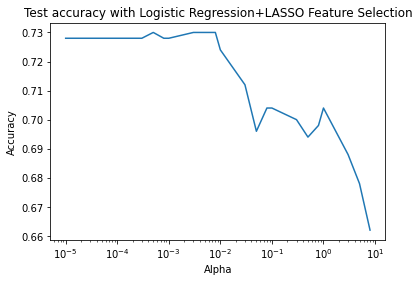 Test accuracy with Logistic Regression+LASSO Feature Selection
0.73
0.72
0.71
0.70
0.69
0.68
0.67
0.66
Accuracy
10⁻⁵ 10⁻⁴ 10⁻³ 10⁻² 10⁻¹ 10⁰ 10¹
Alpha